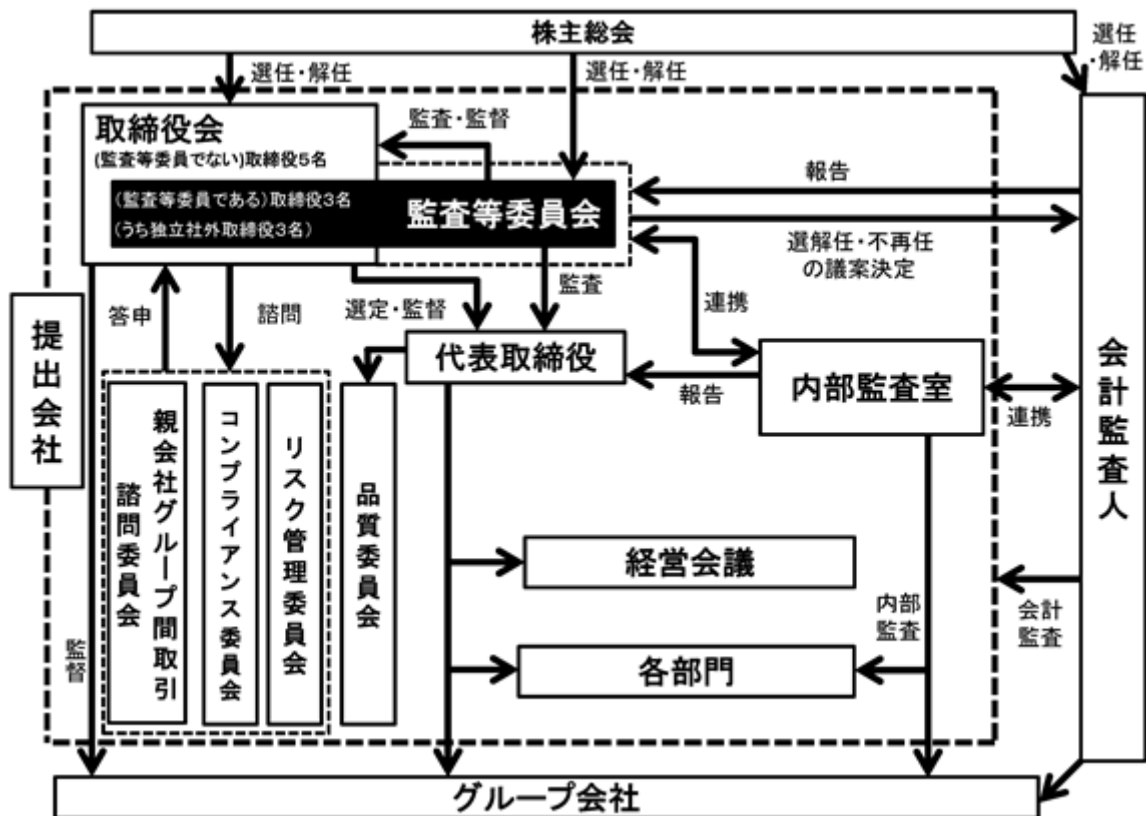 株主総会
選任・解任
選任・解任
選任
・解任
取締役会
(監査等委員でない)取締役5名
監査・監督
(監査等委員である)取締役3名
(うち独立社外取締役3名)
監査等委員会
報告
選解任・不再任
の議案決定
答申
諮問
選定・監督
監査
連携
提出会社
代表取締役
報告
内部監査室
連携
会計監査人
親会社グループ間取引
諮問委員会
コンプライアンス委員会
リスク管理委員会
品質委員会
経営会議
内部
監査
会計
監査
各部門
監督
グループ会社